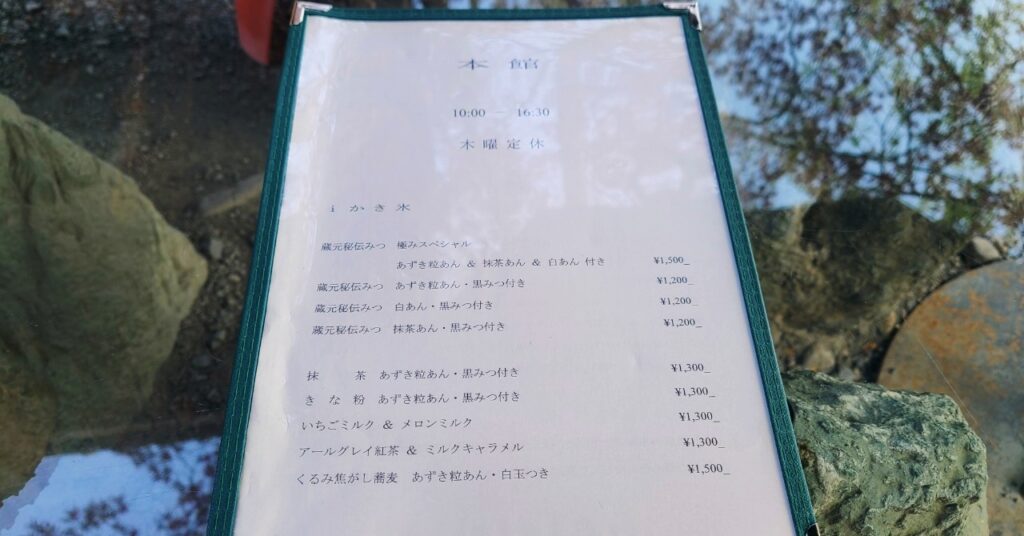 本 館
10:00 ― 16:30
木 曜 定 休
i か き 氷
蔵元秘伝みつ 極みスペシャル
あずき粒あん & 抹茶あん & 白あん 付き ¥1,500_
蔵元秘伝みつ あずき粒あん・黒みつ付き ¥1,200_
蔵元秘伝みつ 白あん・黒みつ付き ¥1,200_
蔵元秘伝みつ 抹茶あん・黒みつ付き ¥1,200_
抹 茶 あずき粒あん・黒みつ付き ¥1,300_
き な 粉 あずき粒あん・黒みつ付き ¥1,300_
いちごミルク & メロンミルク ¥1,300_
アールグレイ紅茶 & ミルクキャラメル ¥1,300_
くるみ焦がし蕎麦 あずき粒あん・白玉つき ¥1,500_